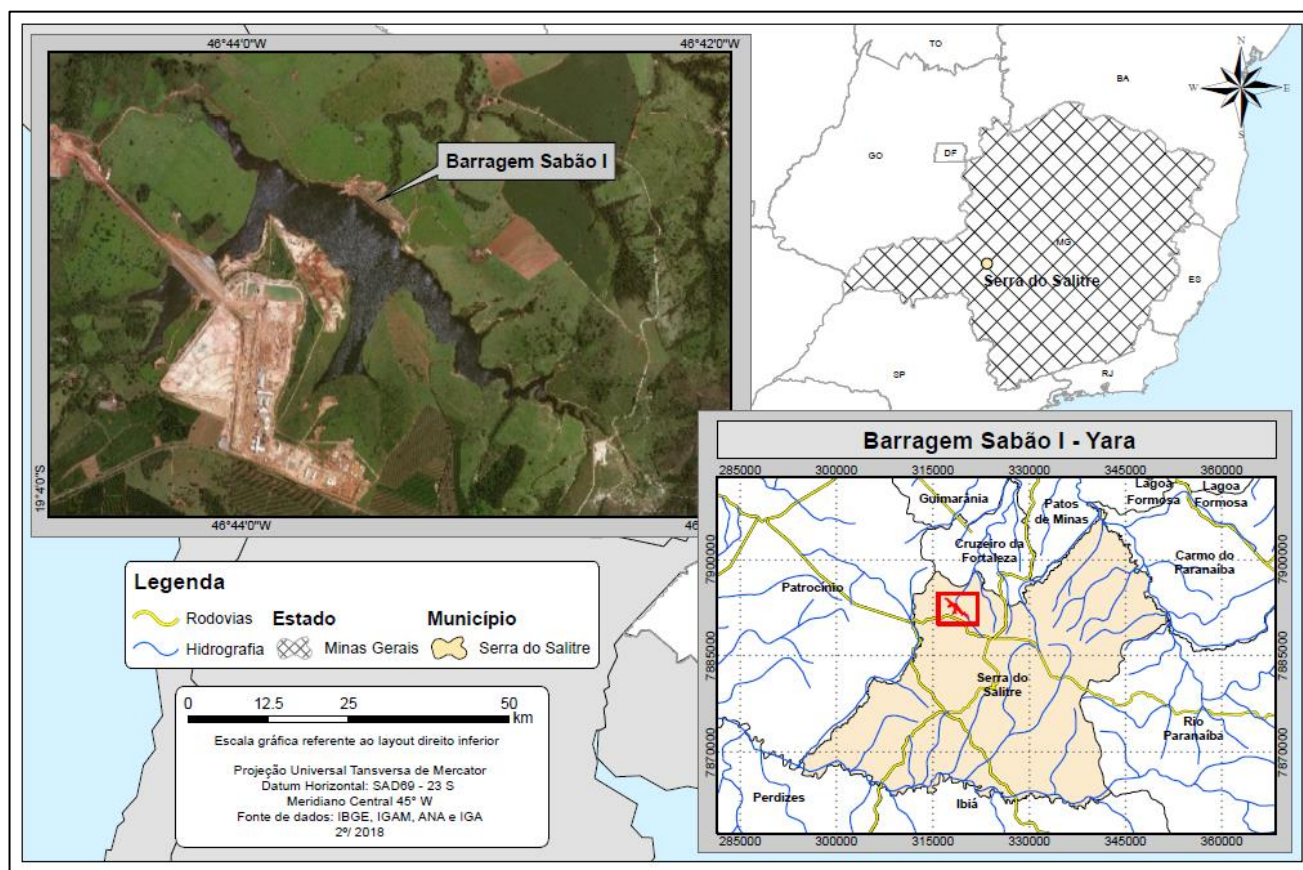 46°44'0"W
46°42'0"W
Barragem Sabão I
19°4'0"S
46°44'0"W
TO
BA
GO
DF
MG
Serra do Salitre
ES
SP
RJ
N
W
E
S
Barragem Sabão I - Yara
285000 300000 315000 330000 345000 360000
Guimarânia
Patos
de Minas
Lagoa
Formosa
Lagoa
Formosa
Cruzeiro da
Fortaleza
Carmo do
Paranaíba
Patrocínio
Serra do
Salitre
Rio
Paranaíba
Perdizes
Ibiá
7900000
7885000
7870000
7900000
7885000
7870000
285000 300000 315000 330000 345000 360000
Legenda
Rodovias
Hidrografia
Estado
Minas Gerais
Município
Serra do Salitre
0 12.5 25 50
km
Escala gráfica referente ao layout direito inferior
Projeção Universal Tansversa de Mercator
Datum Horizontal: SAD69 - 23 S
Meridiano Central 45° W
Fonte de dados: IBGE, IGAM, ANA e IGA
2º/ 2018